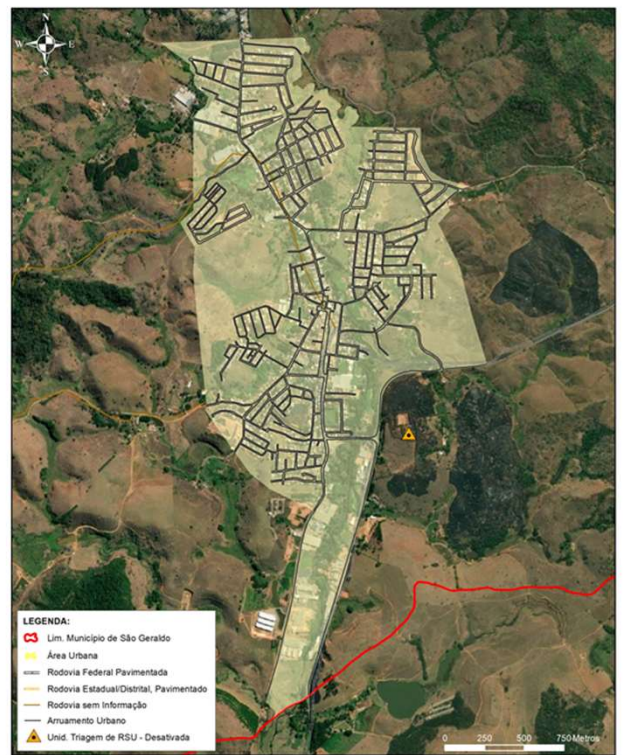 N
W E
S
LEGENDA:
Lim. Município de São Geraldo
Área Urbana
Rodovia Federal Pavimentada
Rodovia Estadual/Distrital, Pavimentado
Rodovia sem Informação
Arruamento Urbano
Unid. Triagem de RSU - Desativada
0 250 500 750 Metros